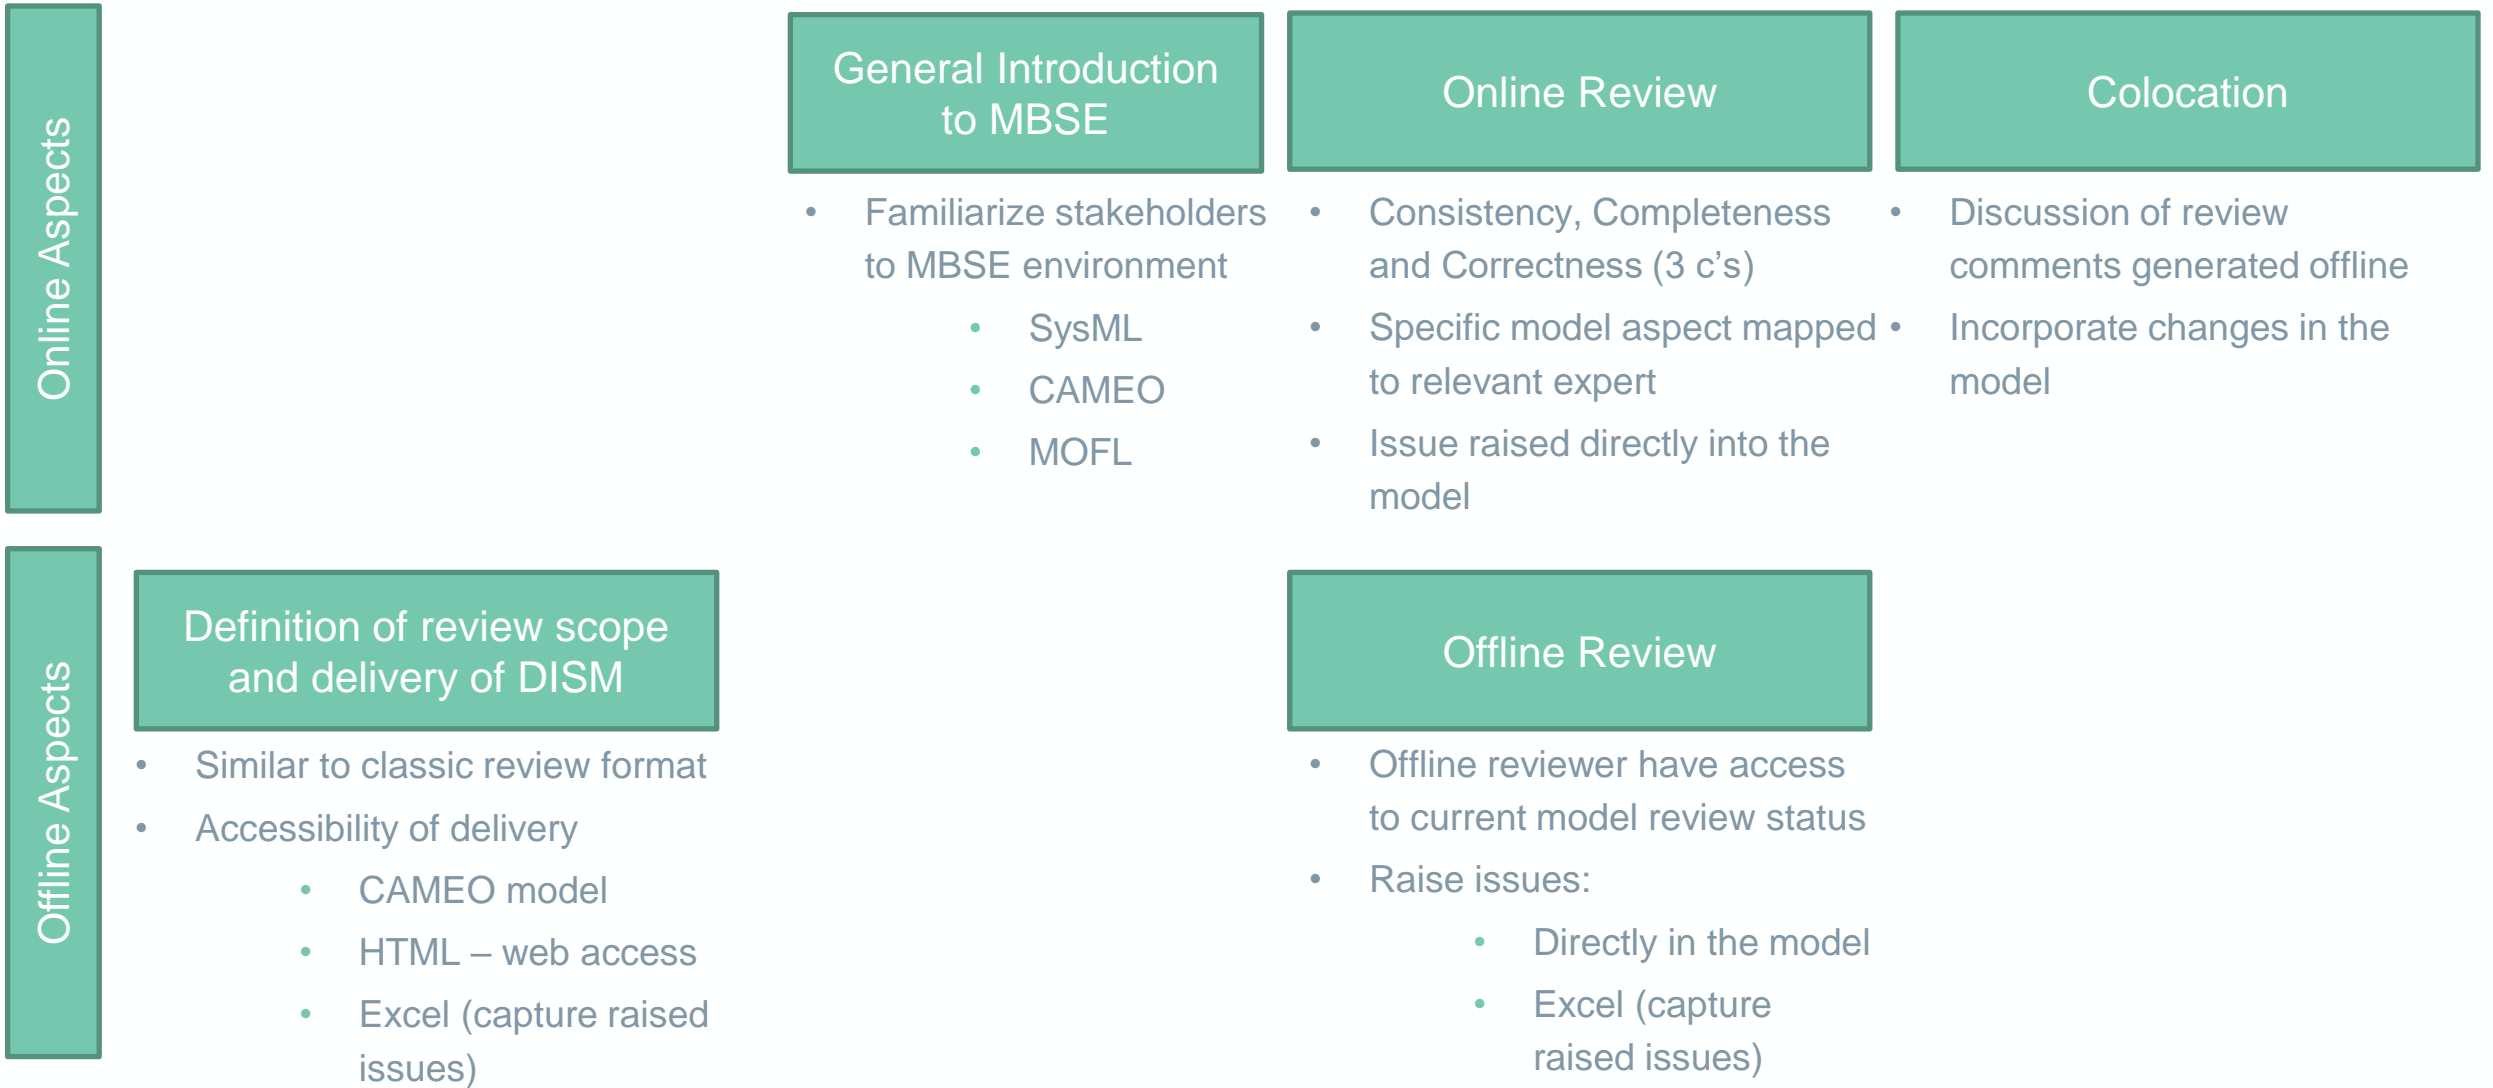 Online Aspects
General Introduction
to MBSE
• Familiarize stakeholders
to MBSE environment
• SysML
• CAMEO
• MOFL
Online Review
• Consistency, Completeness
and Correctness (3 c’s)
• Specific model aspect mapped
to relevant expert
• Issue raised directly into the
model
Colocation
• Discussion of review
comments generated offline
• Incorporate changes in the
model
Offline Aspects
Definition of review scope
and delivery of DISM
• Similar to classic review format
• Accessibility of delivery
• CAMEO model
• HTML – web access
• Excel (capture raised
issues)
Offline Review
• Offline reviewer have access
to current model review status
• Raise issues:
• Directly in the model
• Excel (capture
raised issues)